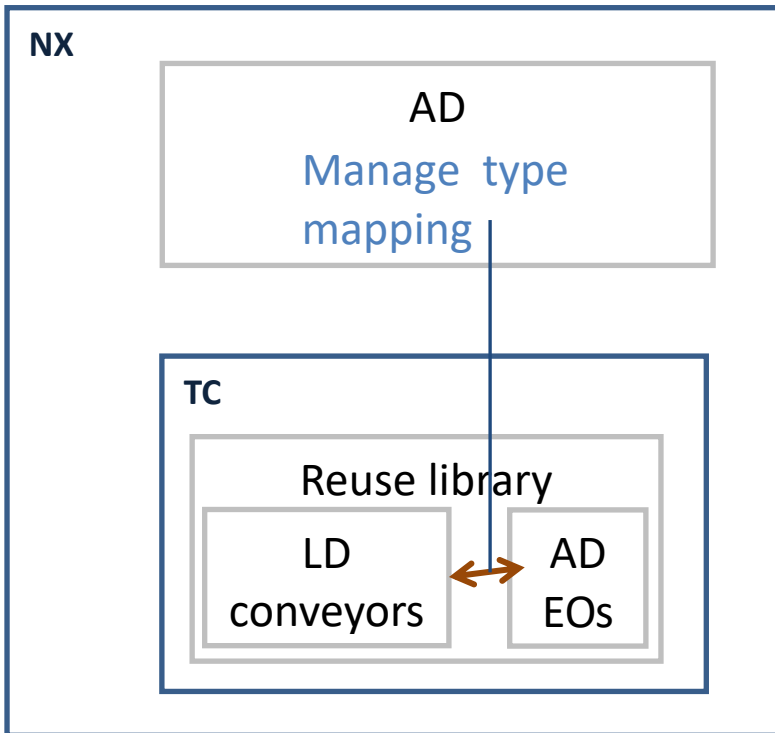 NX
AD
Manage type
mapping
TC
Reuse library
LD
conveyors
AD
EOs